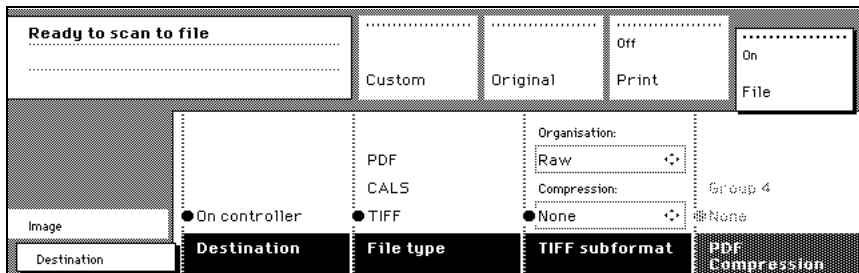 Ready to scan to file
Custom
Original
Off
Print
On
File
Organisation:
PDF
Raw
CALS
Compression:
Group 4
On controller
TIFF
None
None
Image
Destination
Destination
File type
TIFF subformat
PDF
Compression